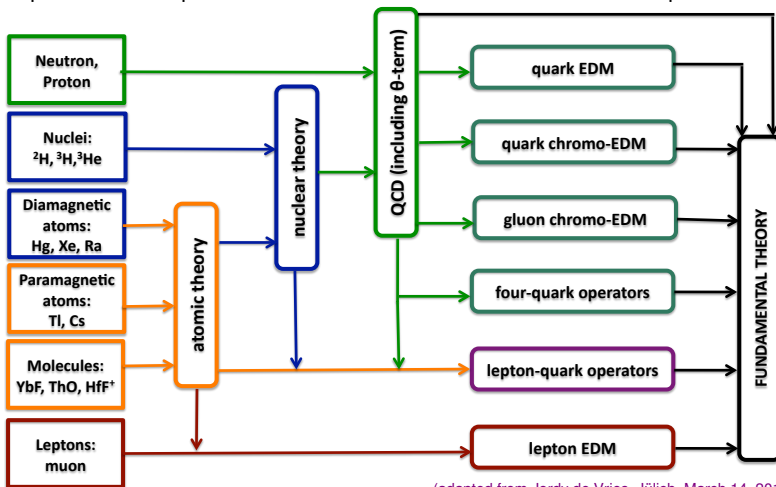 Neutron,
Proton
Nuclei:
²H, ³H,³He
Diamagnetic
atoms:
Hg, Xe, Ra
Paramagnetic
atoms:
Tl, Cs
Molecules:
YbF, ThO, HfF⁺
Leptons:
muon
atomic theory
nuclear theory
QCD (including θ-term)
quark EDM
quark chromo-EDM
gluon chromo-EDM
four-quark operators
lepton-quark operators
lepton EDM
FUNDAMENTAL THEORY